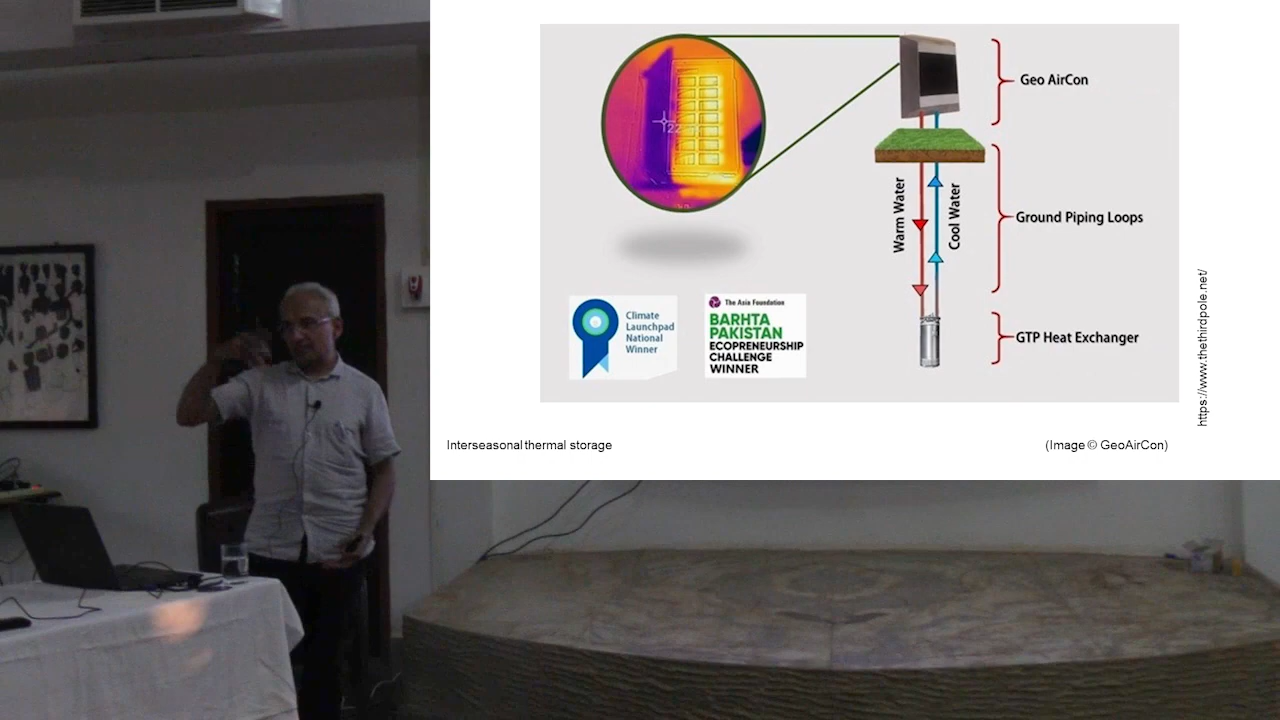 Geo AirCon
Warm Water
Cool Water
Ground Piping Loops
Climate
Launchpad
National
Winner
The Asia Foundation
BARHTA
PAKISTAN
ECOPRENEURSHIP
CHALLENGE
WINNER
GTP Heat Exchanger
https://www.thethirdpole.net/
Interseasonal thermal storage
(Image © GeoAirCon)